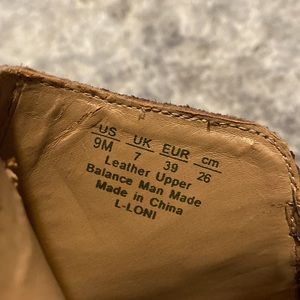 US UK EUR cm
9M 7 39 26
Leather Upper
Balance Man Made
Made in China
L-LONI